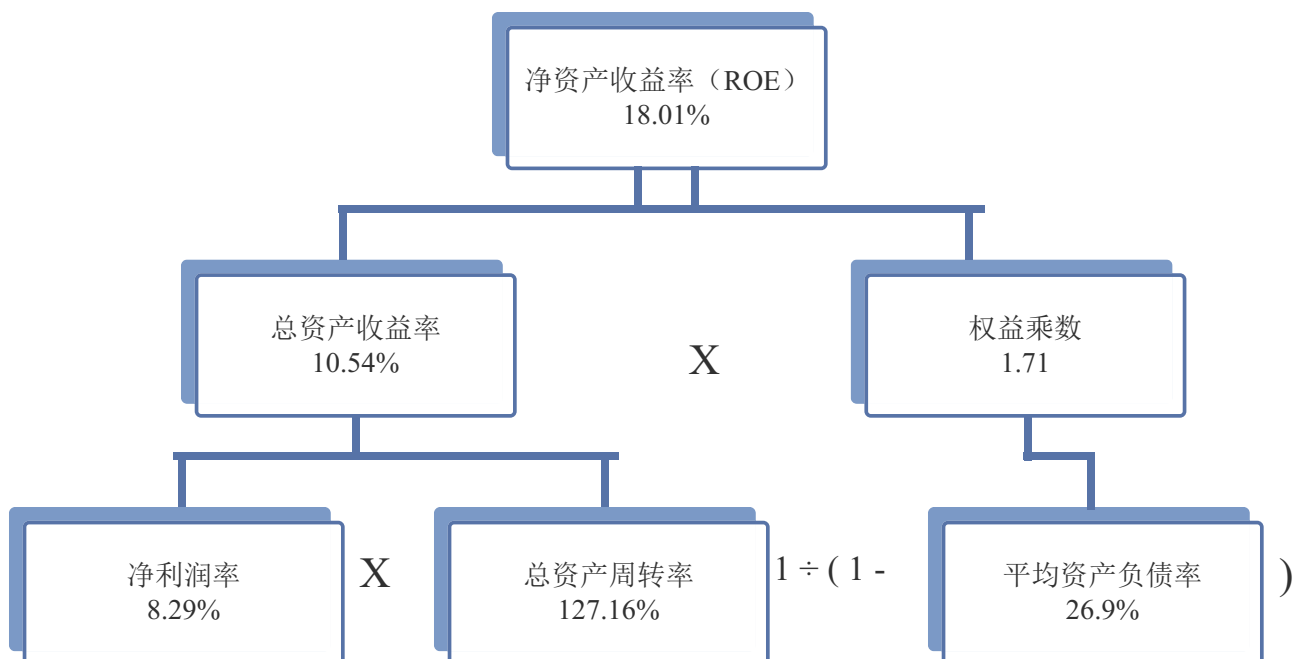 净资产收益率（ROE）
18.01%
总资产收益率
10.54%
X
权益乘数
1.71
净利润率
8.29%
X
总资产周转率
127.16%
1 ÷ ( 1 -
平均资产负债率
26.9%
)